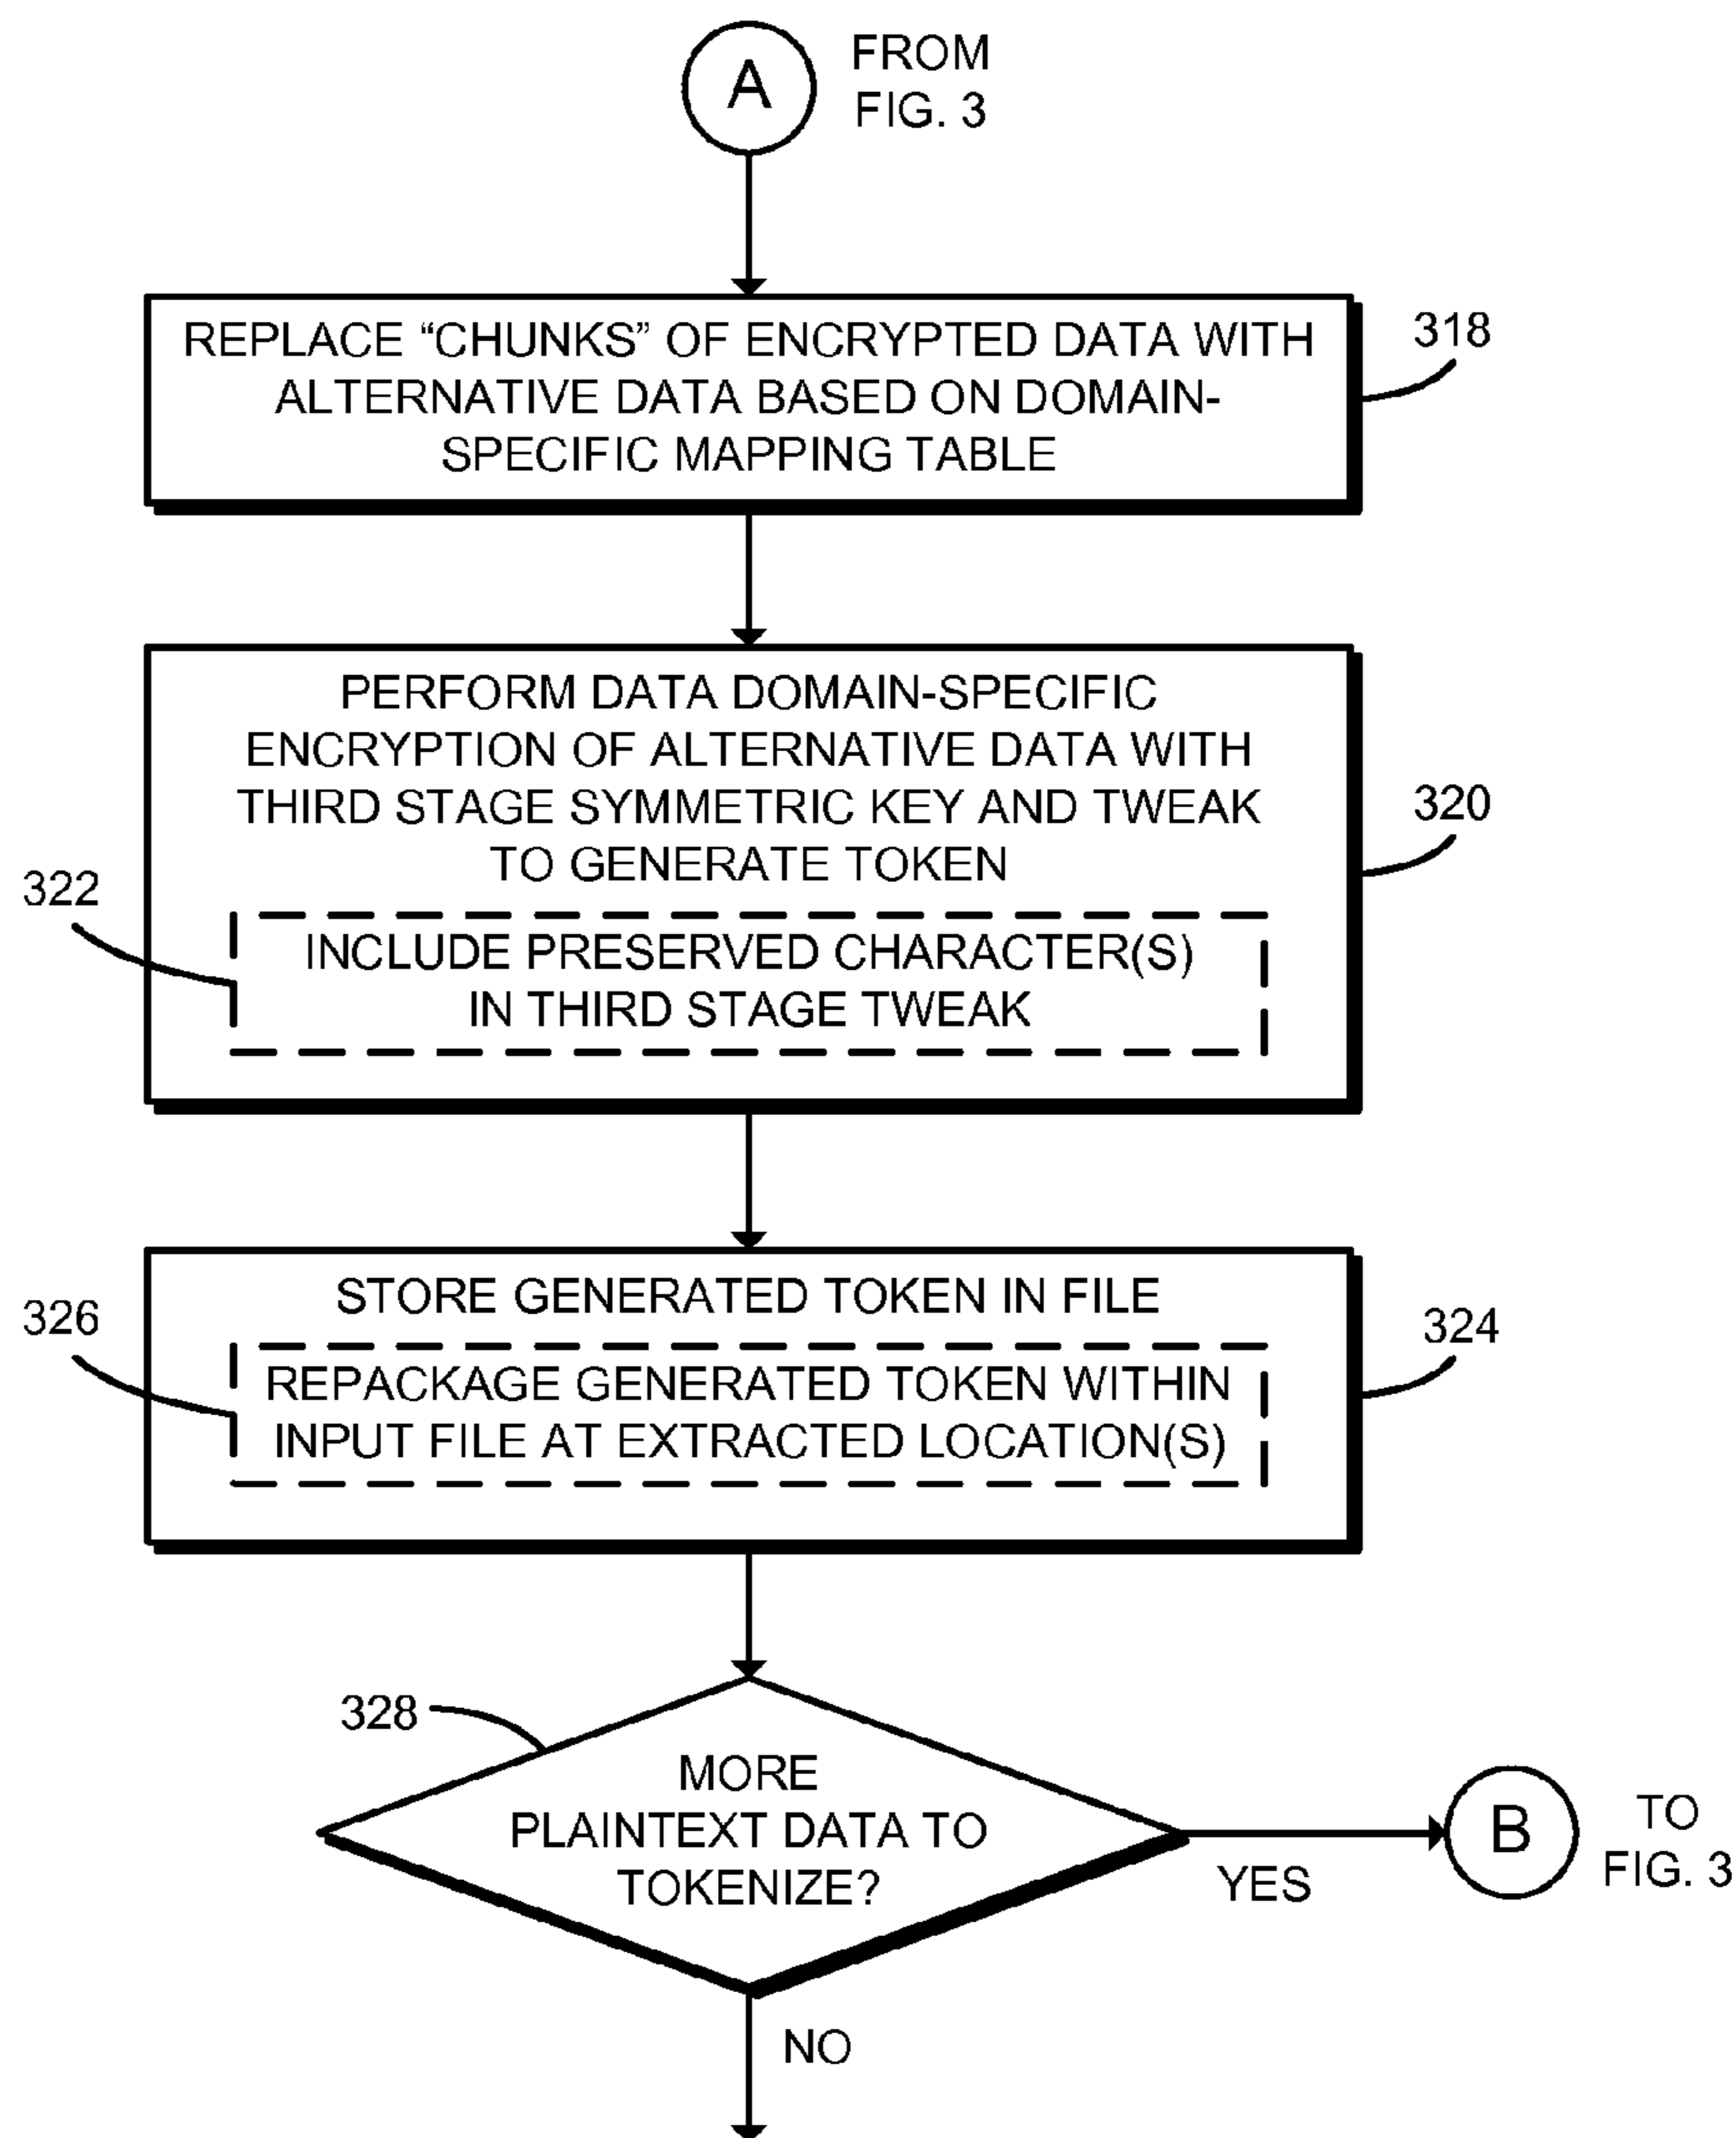 A
FROM
FIG. 3
REPLACE “CHUNKS” OF ENCRYPTED DATA WITH
ALTERNATIVE DATA BASED ON DOMAIN-
SPECIFIC MAPPING TABLE
318
PERFORM DATA DOMAIN-SPECIFIC
ENCRYPTION OF ALTERNATIVE DATA WITH
THIRD STAGE SYMMETRIC KEY AND TWEAK
TO GENERATE TOKEN
320
322
INCLUDE PRESERVED CHARACTER(S)
IN THIRD STAGE TWEAK
STORE GENERATED TOKEN IN FILE
324
326
REPACKAGE GENERATED TOKEN WITHIN
INPUT FILE AT EXTRACTED LOCATION(S)
328
MORE
PLAINTEXT DATA TO
TOKENIZE?
YES
B
TO
FIG. 3
NO